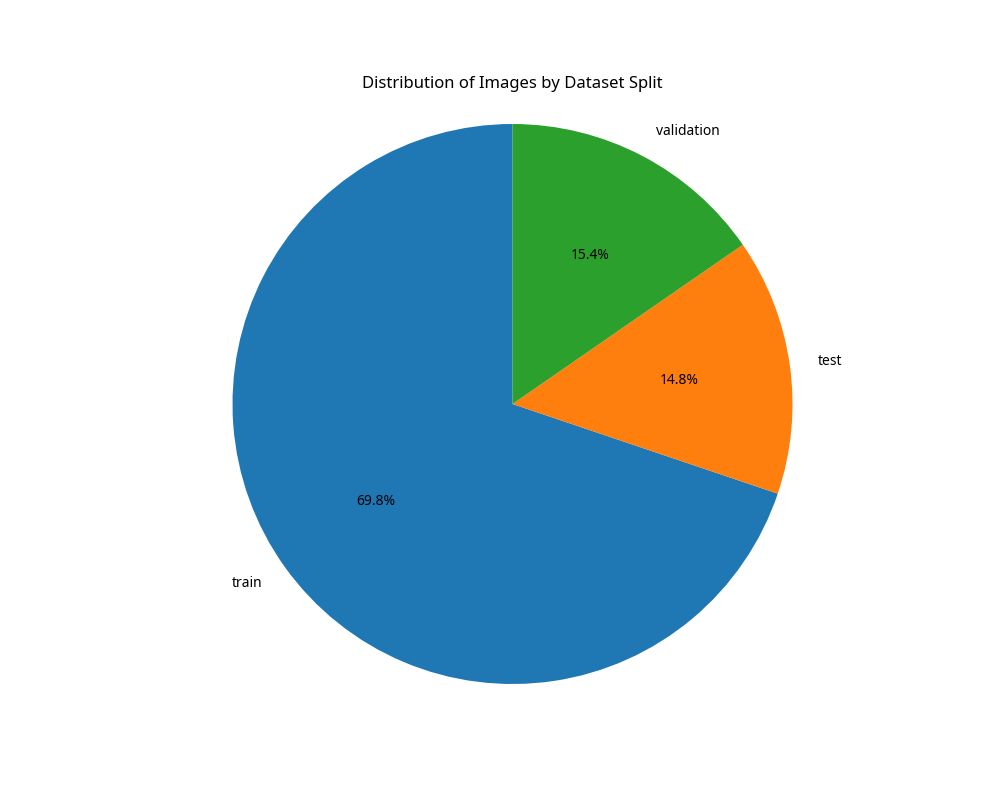 Distribution of Images by Dataset Split
validation
15.4%
test
14.8%
69.8%
train